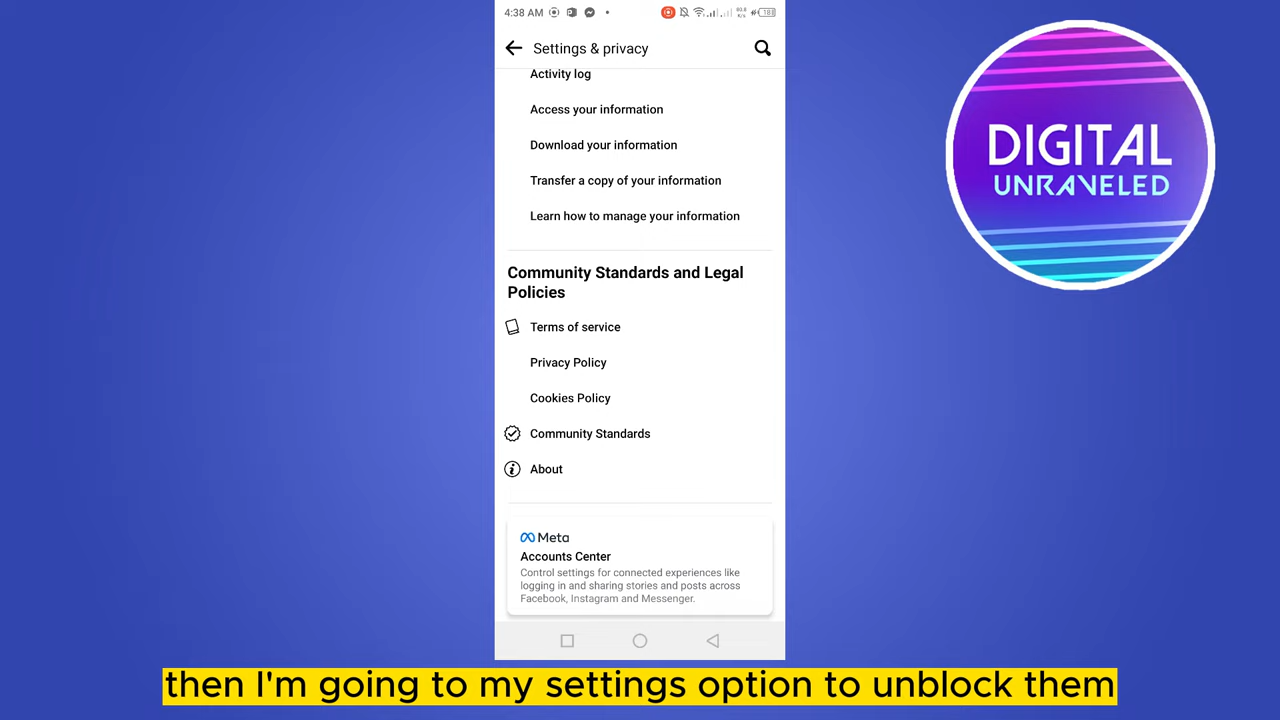 4:38 AM
Settings & privacy
Activity log
Access your information
Download your information
Transfer a copy of your information
Learn how to manage your information
Community Standards and Legal
Policies
Terms of service
Privacy Policy
Cookies Policy
Community Standards
About
Meta
Accounts Center
Control settings for connected experiences like
logging in and sharing stories and posts across
Facebook, Instagram and Messenger.
DIGITAL
UNRAVELED
then I'm going to my settings option to unblock them